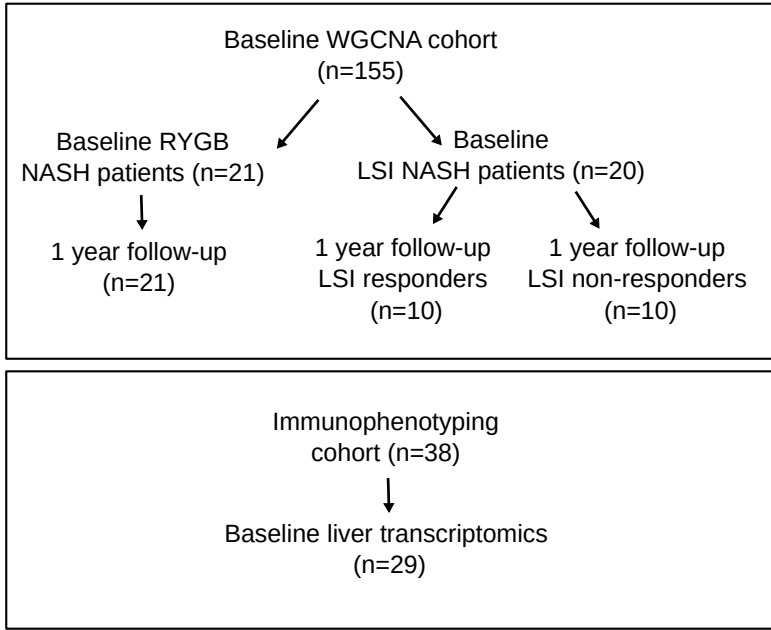 Baseline WGCNA cohort
(n=155)
Baseline RYGB
NASH patients (n=21)
Baseline
LSI NASH patients (n=20)
1 year follow-up
(n=21)
1 year follow-up
LSI responders
(n=10)
1 year follow-up
LSI non-responders
(n=10)
Immunophenotyping
cohort (n=38)
Baseline liver transcriptomics
(n=29)